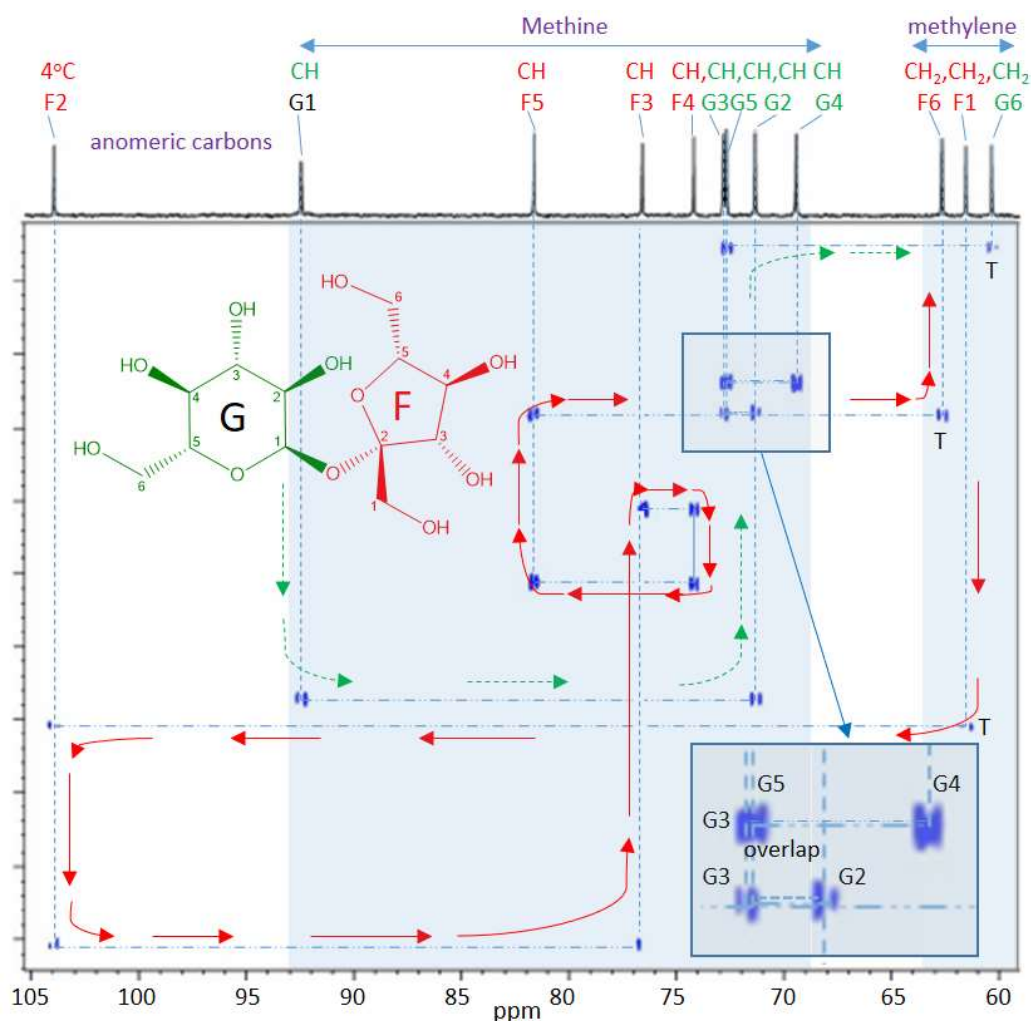 Methine methylene
4°C CH CH CH CH,CH,CH,CH CH CH₂,CH₂,CH₂
F2 G1 F5 F3 F4 G3G5 G2 G4 F6 F1 G6
anomeric carbons
T
HO
6
OH
HO
OH
3
5
4
OH
4
G
2
O
F
HO
5
1
2
3
O
O
OH
6
1
OH
T
T
G5 G4
G3
overlap
G3 G2
105 100 95 90 85 80 75 70 65 60
ppm